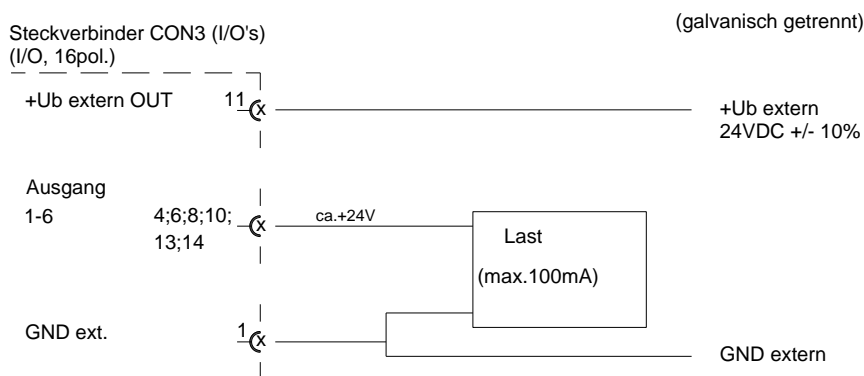 (galvanisch getrennt)
Steckverbinder CON3 (I/O's)
(I/O, 16pol.)
+Ub extern OUT
11
x
+Ub extern
24VDC +/- 10%
Ausgang
1-6
4;6;8;10;
13;14
x
ca.+24V
Last
(max.100mA)
GND ext.
1
x
GND extern